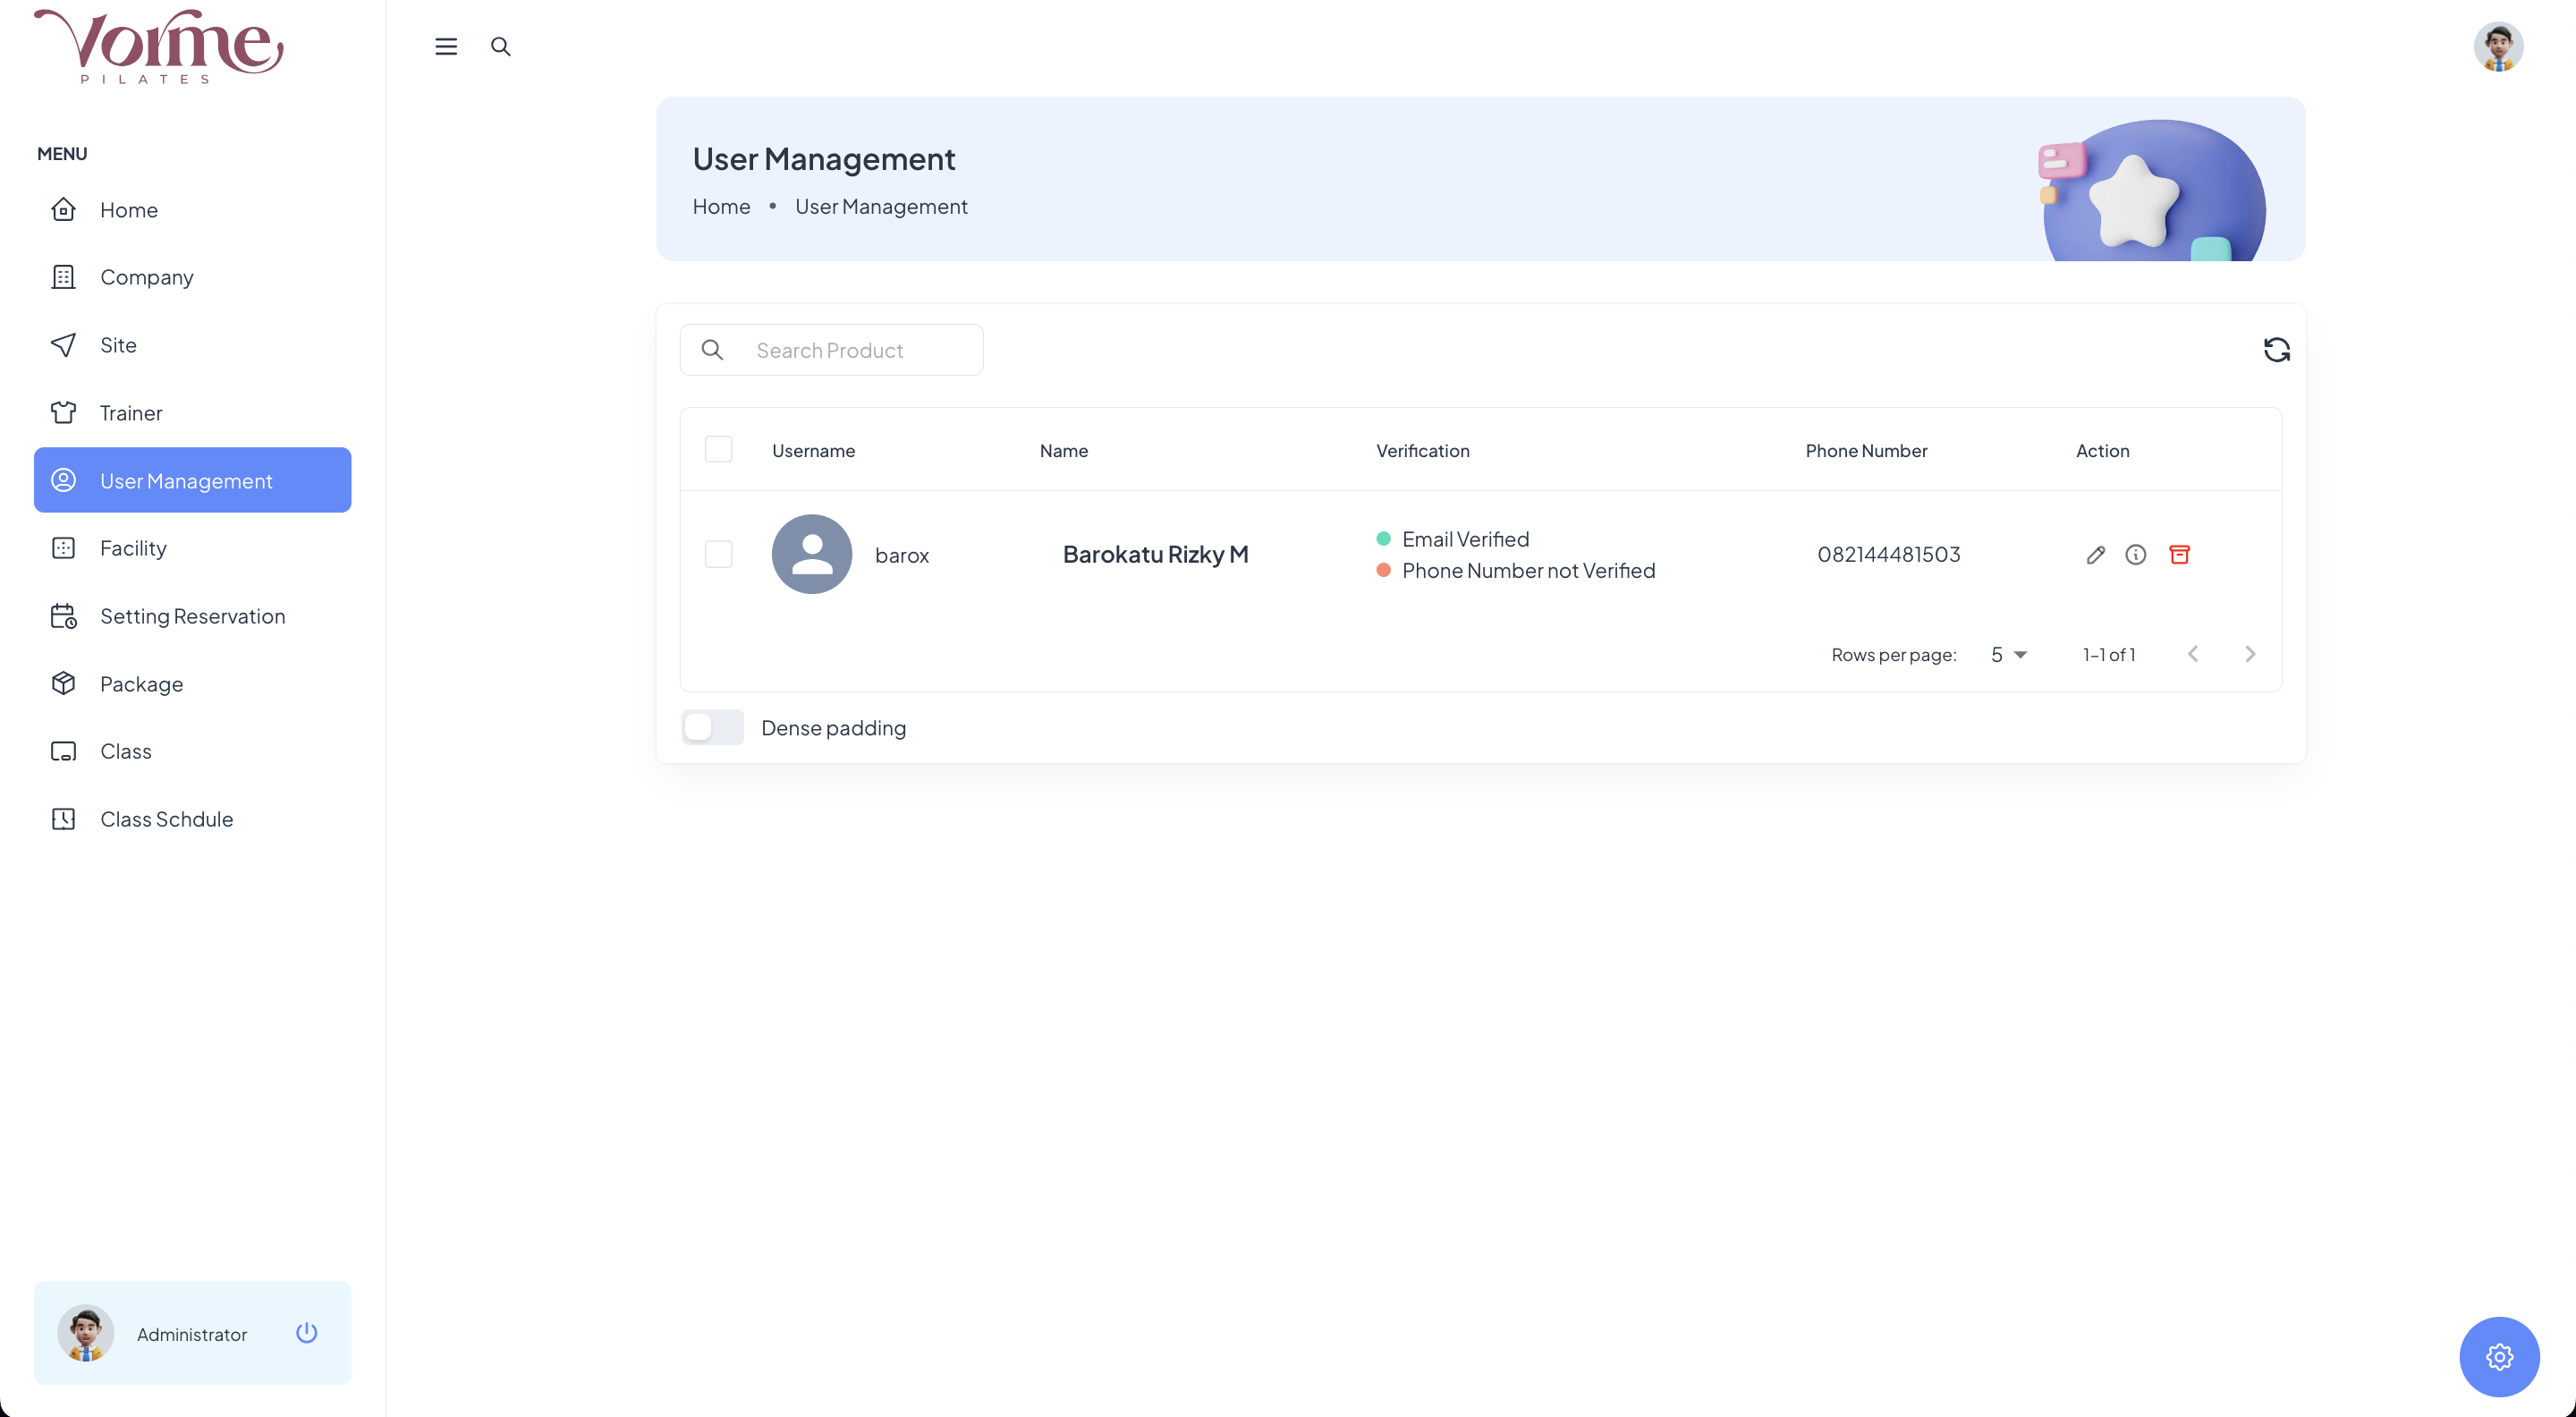 Voime
PILATES
MENU
Home
Company
Site
Trainer
User Management
Facility
Setting Reservation
Package
Class
Class Schdule
Administrator
User Management
Home • User Management
Search Product
Username Name Verification Phone Number Action
barox Barokatu Rizky M Email Verified
Phone Number not Verified
082144481503
Rows per page: 5 1–1 of 1
Dense padding